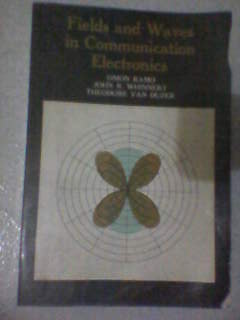 Fields and Waves
in Communication
Electronics
SIMON RAMO
JOHN R. WHINNERY
THEODORE VAN DUZER